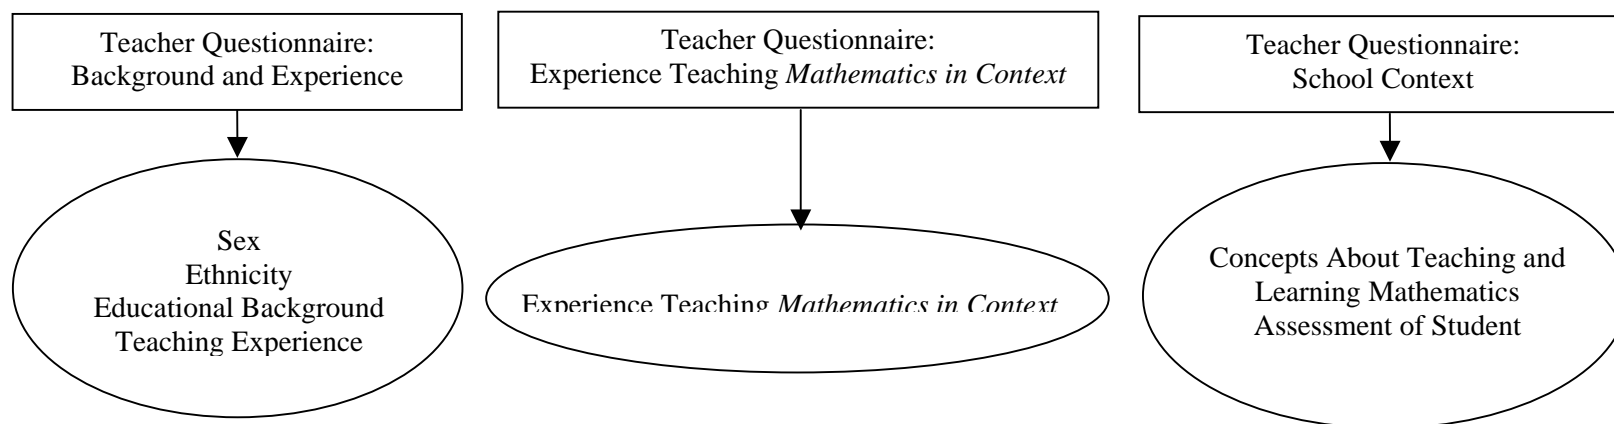 Teacher Questionnaire:
Background and Experience
Teacher Questionnaire:
Experience Teaching Mathematics in Context
Teacher Questionnaire:
School Context
Sex
Ethnicity
Educational Background
Teaching Experience
Experience Teaching Mathematics in Context
Concepts About Teaching and
Learning Mathematics
Assessment of Student